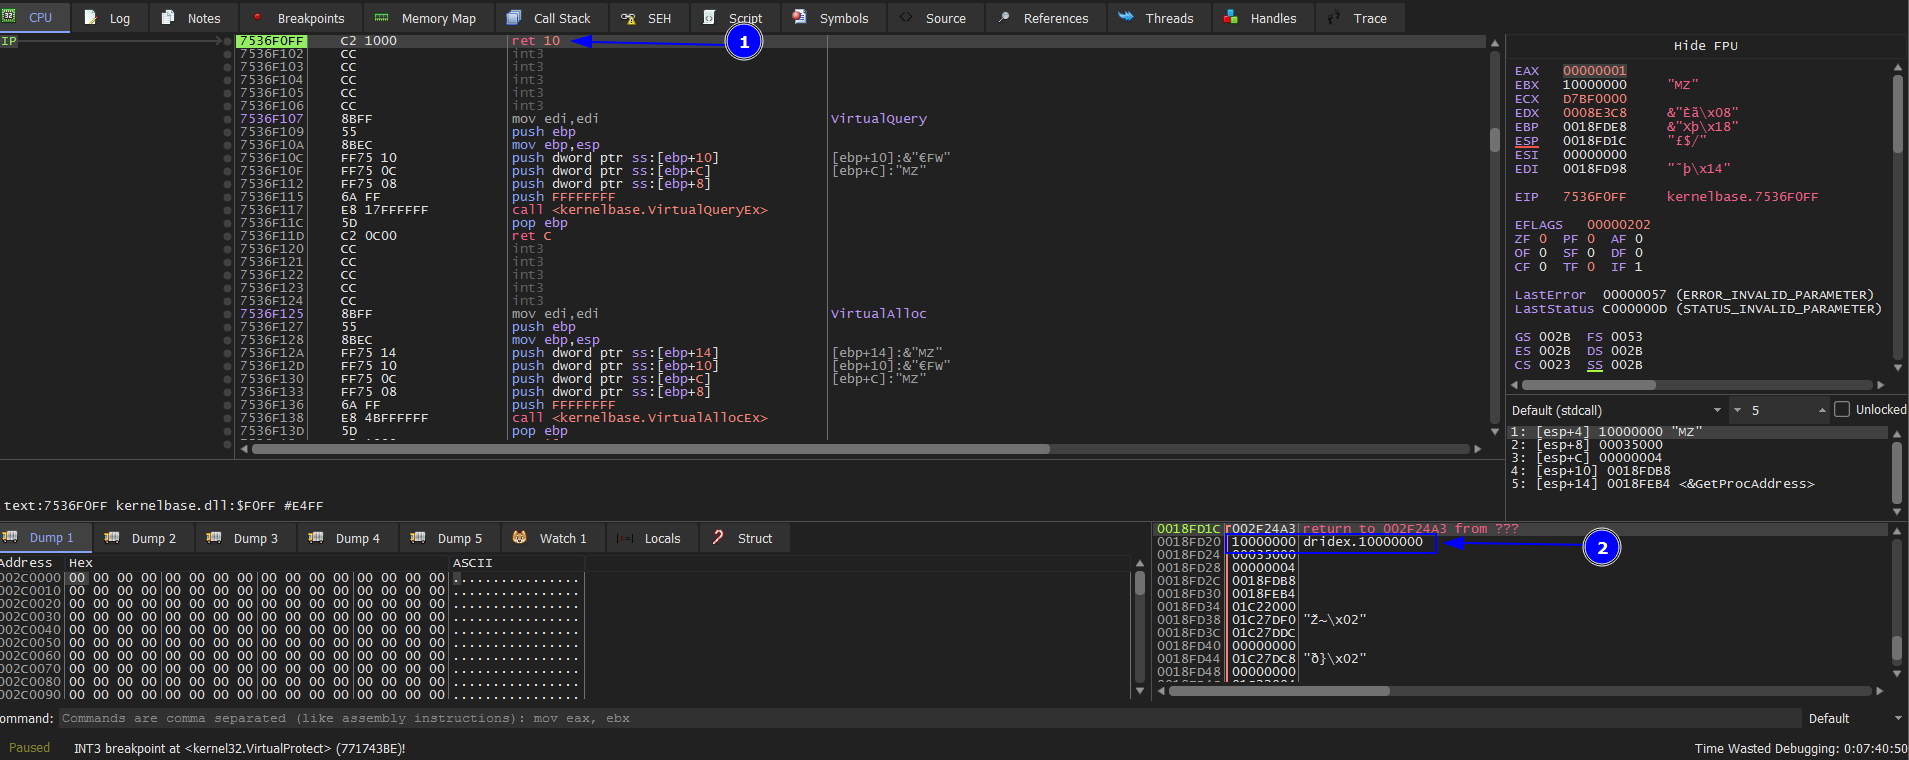 CPU Log Notes Breakpoints Memory Map Call Stack SEH Script Symbols Source References Threads Handles Trace
IP
7536F0FF C2 1000 ret 10 1
7536F102 CC int3
7536F103 CC int3
7536F104 CC int3
7536F105 CC int3
7536F106 CC int3
7536F107 8BFF mov edi,edi VirtualQuery
7536F109 55 push ebp
7536F10A 8BEC mov ebp,esp
7536F10C FF75 10 push dword ptr ss:[ebp+10] [ebp+10]:&"€FW"
7536F10F FF75 0C push dword ptr ss:[ebp+C] [ebp+C]:"MZ"
7536F112 FF75 08 push dword ptr ss:[ebp+8]
7536F115 6A FF push FFFFFFFF
7536F117 E8 17FFFFFF call <kernelbase.VirtualQueryEx>
7536F11C 5D pop ebp
7536F11D C2 0C00 ret C
7536F120 CC int3
7536F121 CC int3
7536F122 CC int3
7536F123 CC int3
7536F124 CC int3
7536F125 8BFF mov edi,edi VirtualAlloc
7536F127 55 push ebp
7536F128 8BEC mov ebp,esp
7536F12A FF75 14 push dword ptr ss:[ebp+14] [ebp+14]:&"MZ"
7536F12D FF75 10 push dword ptr ss:[ebp+10] [ebp+10]:&"€FW"
7536F130 FF75 0C push dword ptr ss:[ebp+C] [ebp+C]:"MZ"
7536F133 FF75 08 push dword ptr ss:[ebp+8]
7536F136 6A FF push FFFFFFFF
7536F138 E8 4BFFFFFF call <kernelbase.VirtualAllocEx>
7536F13D 5D pop ebp
Hide FPU
EAX 00000001
EBX 10000000 "MZ"
ECX D7BF0000
EDX 0008E3C8 &"Èã\x08"
EBP 0018FDE8 &"Xþ\x18"
ESP 0018FD1C "£$/"
ESI 00000000
EDI 0018FD98 "˜þ\x14"
EIP 7536F0FF kernelbase.7536F0FF
EFLAGS 00000202
ZF 0 PF 0 AF 0
OF 0 SF 0 DF 0
CF 0 TF 0 IF 1
LastError 00000057 (ERROR_INVALID_PARAMETER)
LastStatus C000000D (STATUS_INVALID_PARAMETER)
GS 002B FS 0053
ES 002B DS 002B
CS 0023 SS 002B
Default (stdcall) 5 Unlocked
1: [esp+4] 10000000 "MZ"
2: [esp+8] 00035000
3: [esp+C] 00000004
4: [esp+10] 0018FDB8
5: [esp+14] 0018FEB4 <&GetProcAddress>
.text:7536F0FF kernelbase.dll:$F0FF #E4FF
Dump 1 Dump 2 Dump 3 Dump 4 Dump 5 Watch 1 Locals Struct
Address Hex ASCII
002C0000 00 00 00 00 00 00 00 00 00 00 00 00 00 00 00 00 ................
002C0010 00 00 00 00 00 00 00 00 00 00 00 00 00 00 00 00 ................
002C0020 00 00 00 00 00 00 00 00 00 00 00 00 00 00 00 00 ................
002C0030 00 00 00 00 00 00 00 00 00 00 00 00 00 00 00 00 ................
002C0040 00 00 00 00 00 00 00 00 00 00 00 00 00 00 00 00 ................
002C0050 00 00 00 00 00 00 00 00 00 00 00 00 00 00 00 00 ................
002C0060 00 00 00 00 00 00 00 00 00 00 00 00 00 00 00 00 ................
002C0070 00 00 00 00 00 00 00 00 00 00 00 00 00 00 00 00 ................
002C0080 00 00 00 00 00 00 00 00 00 00 00 00 00 00 00 00 ................
002C0090 00 00 00 00 00 00 00 00 00 00 00 00 00 00 00 00 ................
0018FD1C 002F24A3 return to 002F24A3 from ???
0018FD20 10000000 dridex.10000000 2
0018FD24 00035000
0018FD28 00000004
0018FD2C 0018FDB8
0018FD30 0018FEB4
0018FD34 01C22000
0018FD38 01C27DF0 "Ž~\x02"
0018FD3C 01C27DDC
0018FD40 00000000
0018FD44 01C27DC8 "ð}\x02"
0018FD48 00000000
ommand: Commands are comma separated (like assembly instructions): mov eax, ebx Default
Paused INT3 breakpoint at <kernel32.VirtualProtect> (771743BE)! Time Wasted Debugging: 0:07:40:50